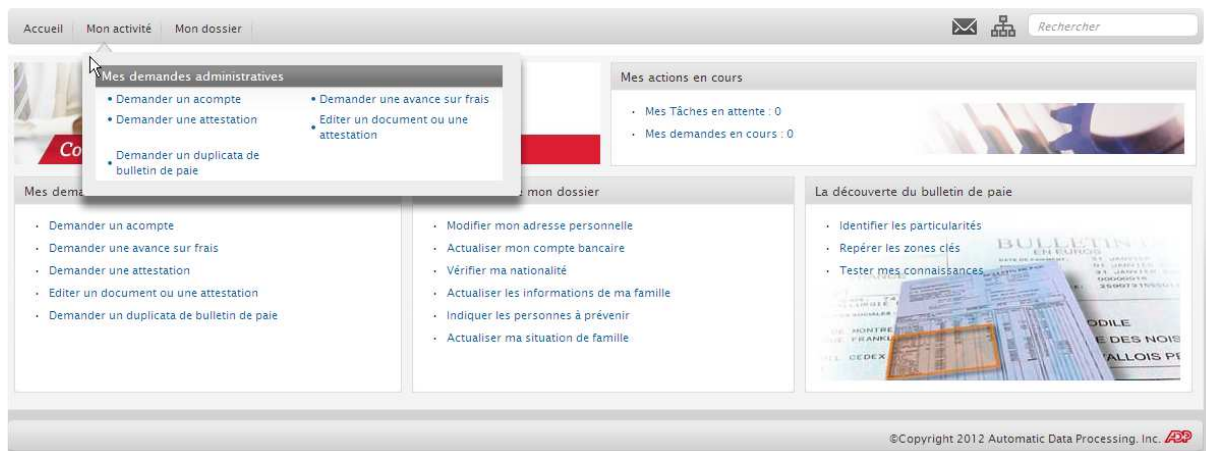 Accueil Mon activité Mon dossier Rechercher
Mes demandes administratives
• Demander un acompte • Demander une avance sur frais
• Demander une attestation • Editer un document ou une attestation
• Demander un duplicata de
bulletin de paie
Co
Mes actions en cours
· Mes Tâches en attente : 0
· Mes demandes en cours : 0
Mes dema
· Demander un acompte
· Demander une avance sur frais
· Demander une attestation
· Editer un document ou une attestation
· Demander un duplicata de bulletin de paie
mon dossier
· Modifier mon adresse personnelle
· Actualiser mon compte bancaire
· Vérifier ma nationalité
· Actualiser les informations de ma famille
· Indiquer les personnes à prévenir
· Actualiser ma situation de famille
La découverte du bulletin de paie
· Identifier les particularités
· Repérer les zones clés
· Tester mes connaissances
BULLETIN
EN EUROS
ODILE
DES NOIS
CEDEX
©Copyright 2012 Automatic Data Processing. Inc. ADP